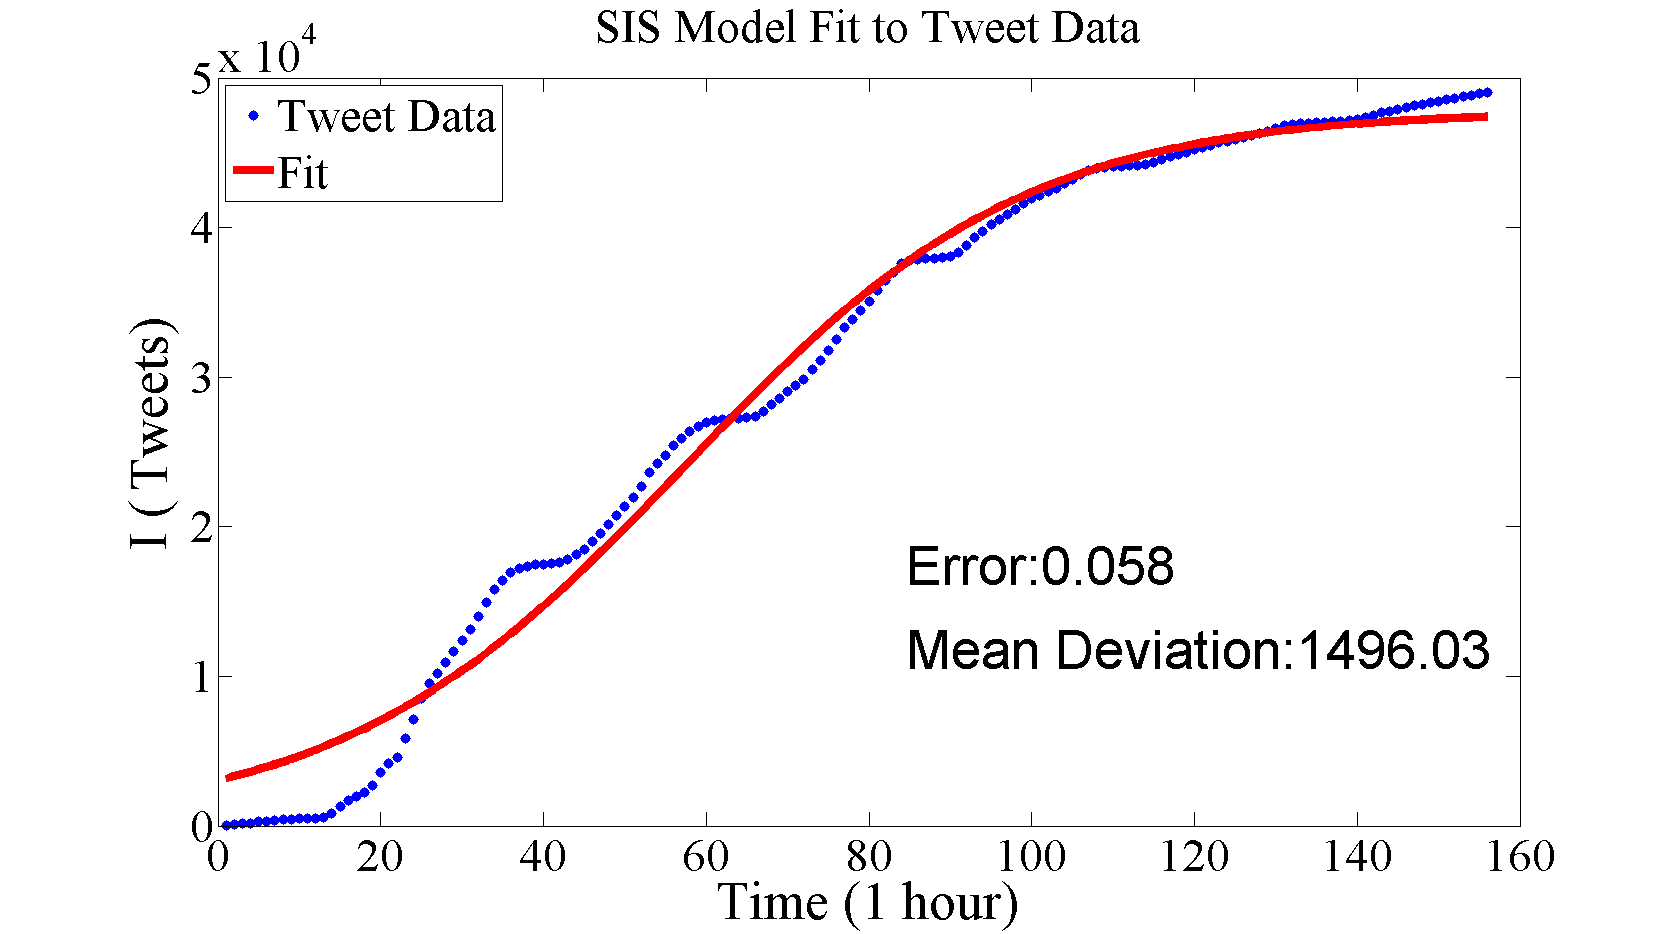 SIS Model Fit to Tweet Data
x 10^4
5
4
3
2
1
0
I ( Tweets)
Tweet Data
Fit
Error:0.058
Mean Deviation:1496.03
0 20 40 60 80 100 120 140 160
Time (1 hour)